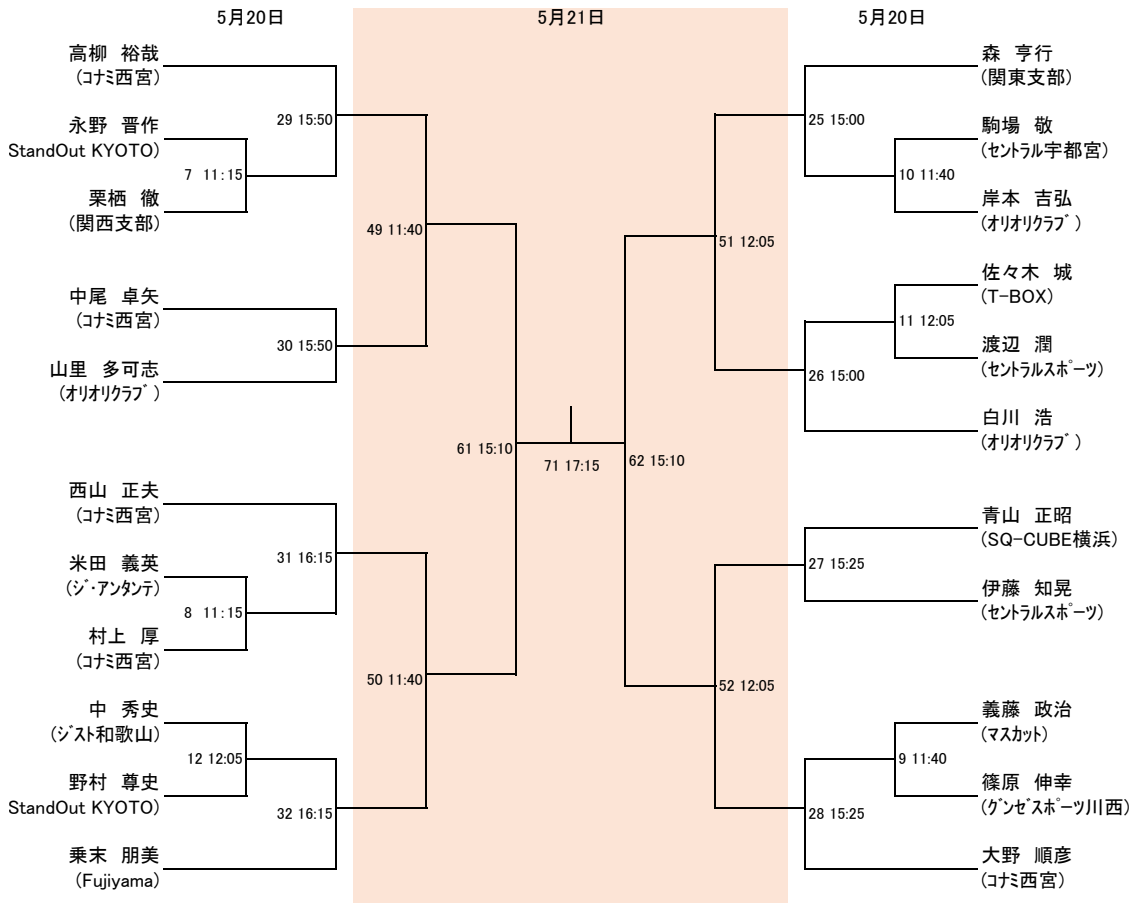 5月20日
5月21日
5月20日
高柳 裕哉
(コナミ西宮)
29 15:50
永野 晋作
StandOut KYOTO)
7 11:15
栗栖 徹
(関西支部)
49 11:40
中尾 卓矢
(コナミ西宮)
30 15:50
山里 多可志
(オリオリクラブ)
61 15:10
西山 正夫
(コナミ西宮)
31 16:15
米田 義英
(ジ・アンタンテ)
8 11:15
村上 厚
(コナミ西宮)
50 11:40
中 秀史
(ジスト和歌山)
12 12:05
野村 尊史
StandOut KYOTO)
32 16:15
乗末 朋美
(Fujiyama)
71 17:15
森 亨行
(関東支部)
25 15:00
駒場 敬
(セントラル宇都宮)
10 11:40
岸本 吉弘
(オリオリクラブ)
51 12:05
佐々木 城
(T-BOX)
11 12:05
渡辺 潤
(セントラルスポーツ)
26 15:00
白川 浩
(オリオリクラブ)
62 15:10
青山 正昭
(SQ-CUBE横浜)
27 15:25
伊藤 知晃
(セントラルスポーツ)
52 12:05
義藤 政治
(マスカット)
9 11:40
篠原 伸幸
(グンゼスポーツ川西)
28 15:25
大野 順彦
(コナミ西宮)